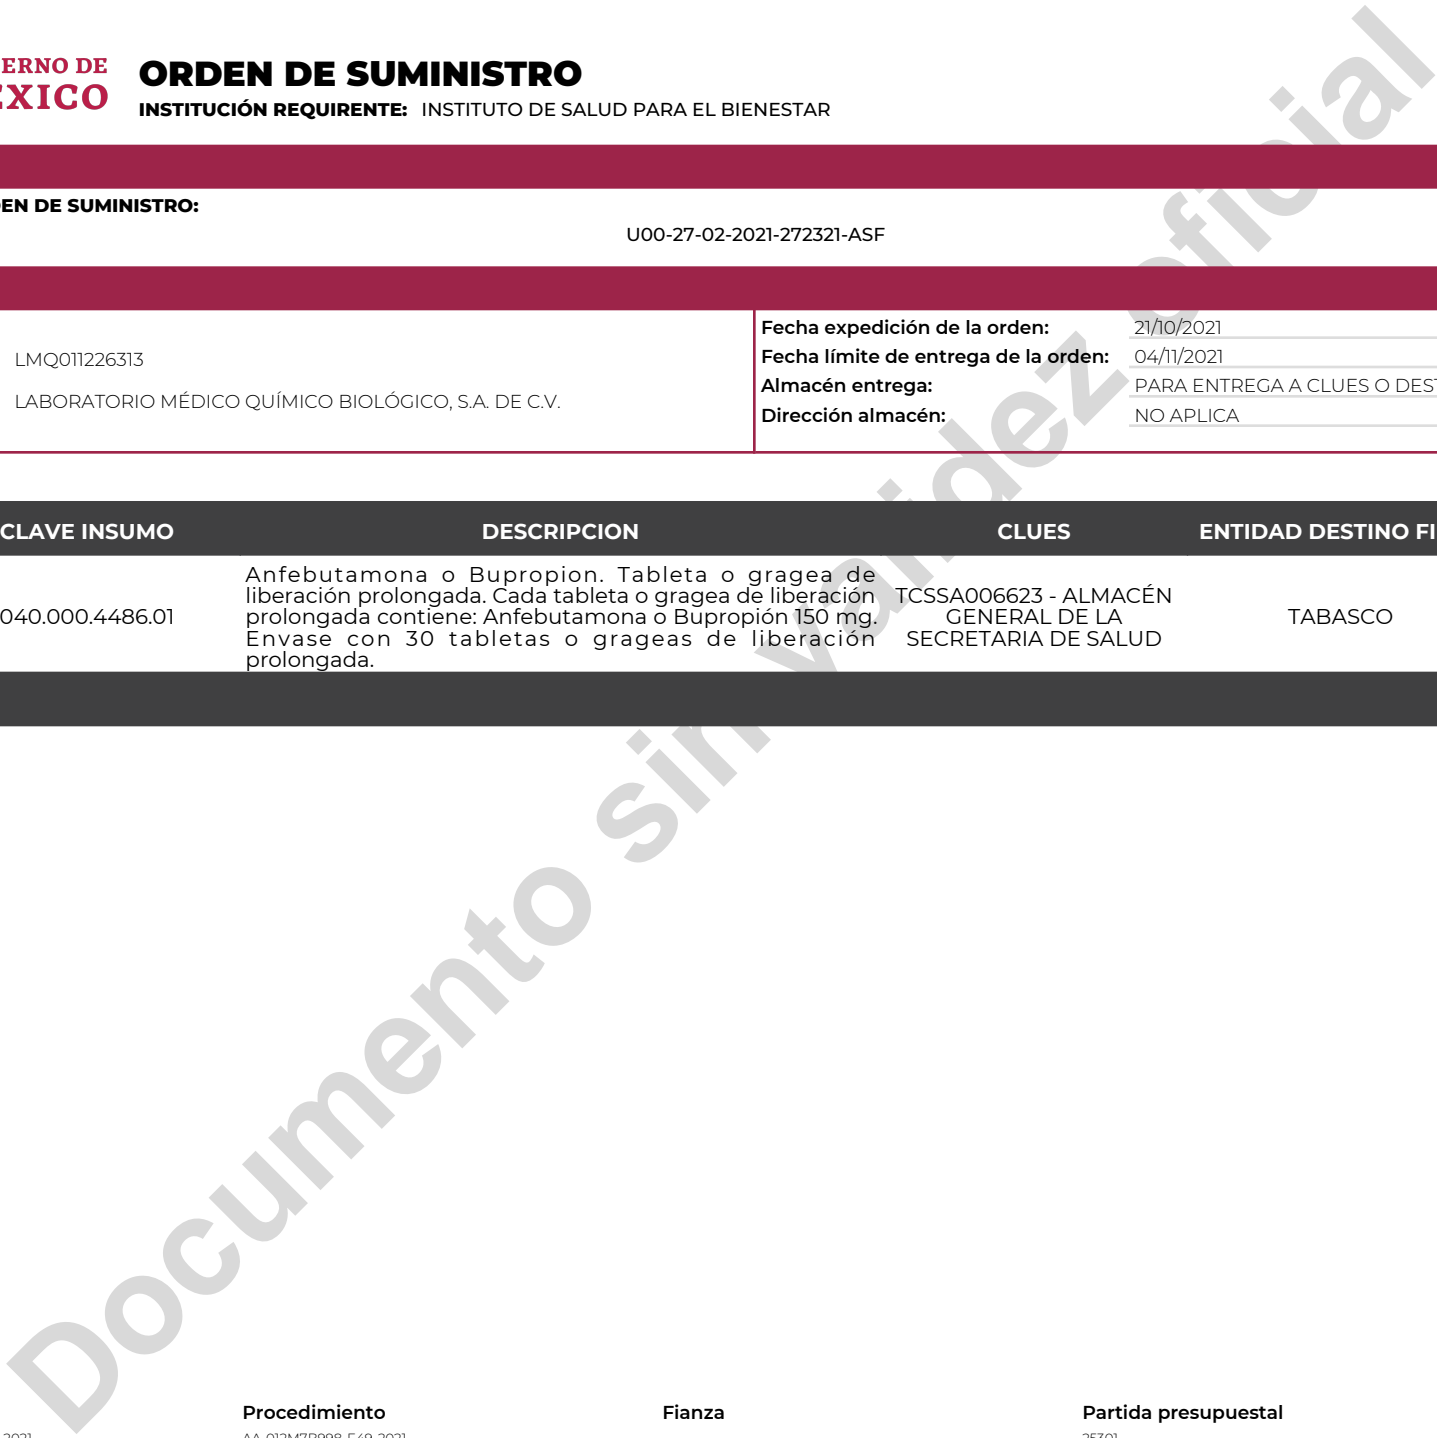 ERNO DE
ÉXICO
ORDEN DE SUMINISTRO
INSTITUCIÓN REQUIRENTE: INSTITUTO DE SALUD PARA EL BIENESTAR
EN DE SUMINISTRO:
U00-27-02-2021-272321-ASF
LMQ011226313
LABORATORIO MÉDICO QUÍMICO BIOLÓGICO, S.A. DE C.V.
Fecha expedición de la orden: 21/10/2021
Fecha límite de entrega de la orden: 04/11/2021
Almacén entrega: PARA ENTREGA A CLUES O DEST
Dirección almacén: NO APLICA
CLAVE INSUMO DESCRIPCION CLUES ENTIDAD DESTINO FI
040.000.4486.01
Anfebutamona o Bupropion. Tableta o gragea de
liberación prolongada. Cada tableta o gragea de liberación
prolongada contiene: Anfebutamona o Bupropión 150 mg.
Envase con 30 tabletas o grageas de liberación
prolongada.
TCSSA006623 - ALMACÉN
GENERAL DE LA
SECRETARIA DE SALUD
TABASCO
Documento sin validez oficial
Procedimiento Fianza Partida presupuestal